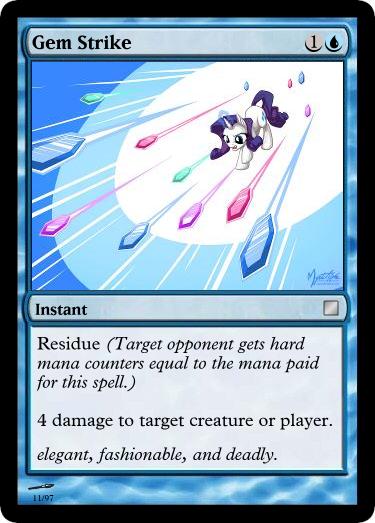 Gem Strike 1
Instant
Residue (Target opponent gets hard
mana counters equal to the mana paid
for this spell.)
4 damage to target creature or player.
elegant, fashionable, and deadly.
11/97